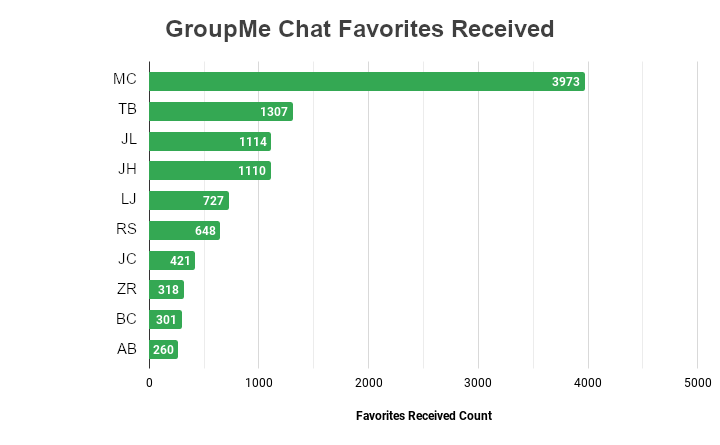 GroupMe Chat Favorites Received
MC 3973
TB 1307
JL 1114
JH 1110
LJ 727
RS 648
JC 421
ZR 318
BC 301
AB 260
0 1000 2000 3000 4000 5000
Favorites Received Count